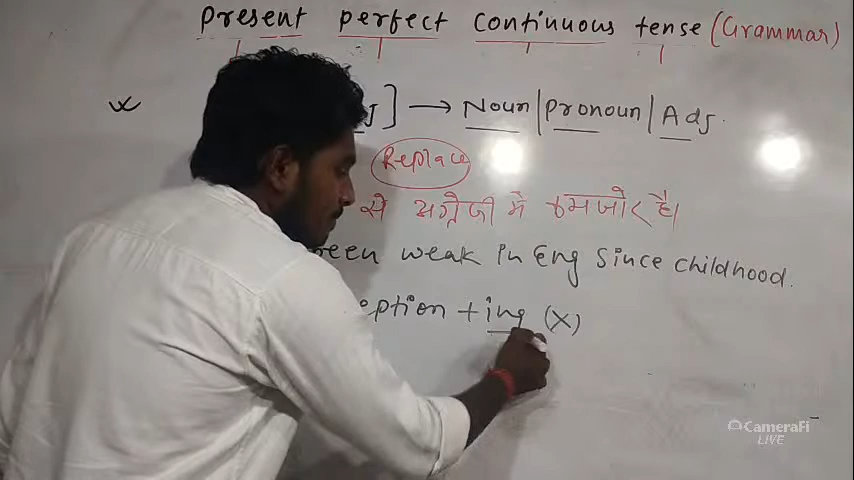 Present perfect continuous tense (Grammar)
] → Noun | Pronoun | Adj.
Replace
से अंग्रेजी में कमजोर है।
been weak in Eng Since childhood.
eption + ing (X)
CameraFi
LIVE